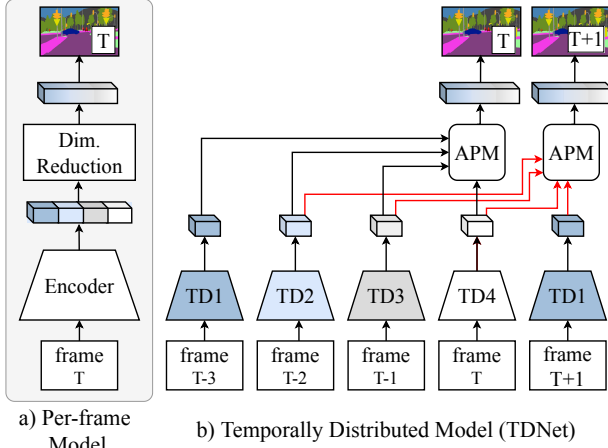 T
Dim.
Reduction
Encoder
frame
T
a) Per-frame
Model
T
T+1
APM
APM
TD1
TD2
TD3
TD4
TD1
frame
T-3
frame
T-2
frame
T-1
frame
T
frame
T+1
b) Temporally Distributed Model (TDNet)